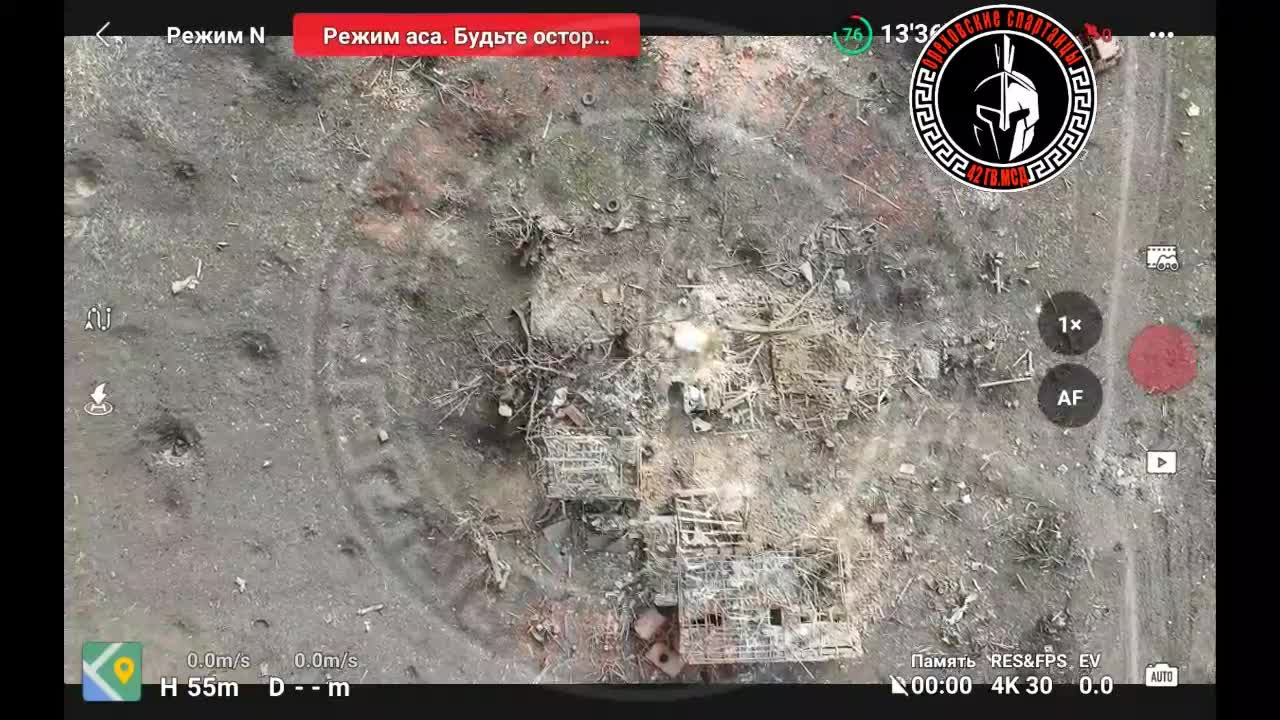 Режим N
Режим аса. Будьте остор...
76
13'36
ОРЕХОВСКИЕ СПАРТАНЦЫ
42 ГВ.МСД
1×
AF
0.0m/s 0.0m/s
H 55m D - - m
Память RES&FPS EV
00:00 4K 30 0.0
AUTO